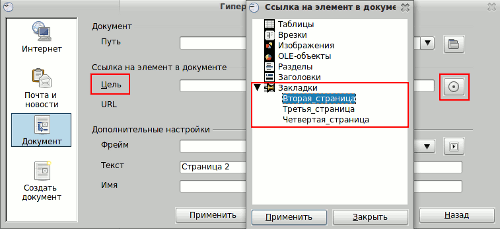 Гипер
Интернет
Почта и
новости
Документ
Создать
документ
Документ
Путь
Ссылка на элемент в документе
Цель
URL
Дополнительные настройки
Фрейм
Текст
Страница 2
Имя
Применить
Назад
Ссылка на элемент в докуме
Таблицы
Врезки
Изображения
OLE-объекты
Разделы
Заголовки
Закладки
Вторая_страница
Третья_страница
Четвертая_страница
Применить
Закрыть